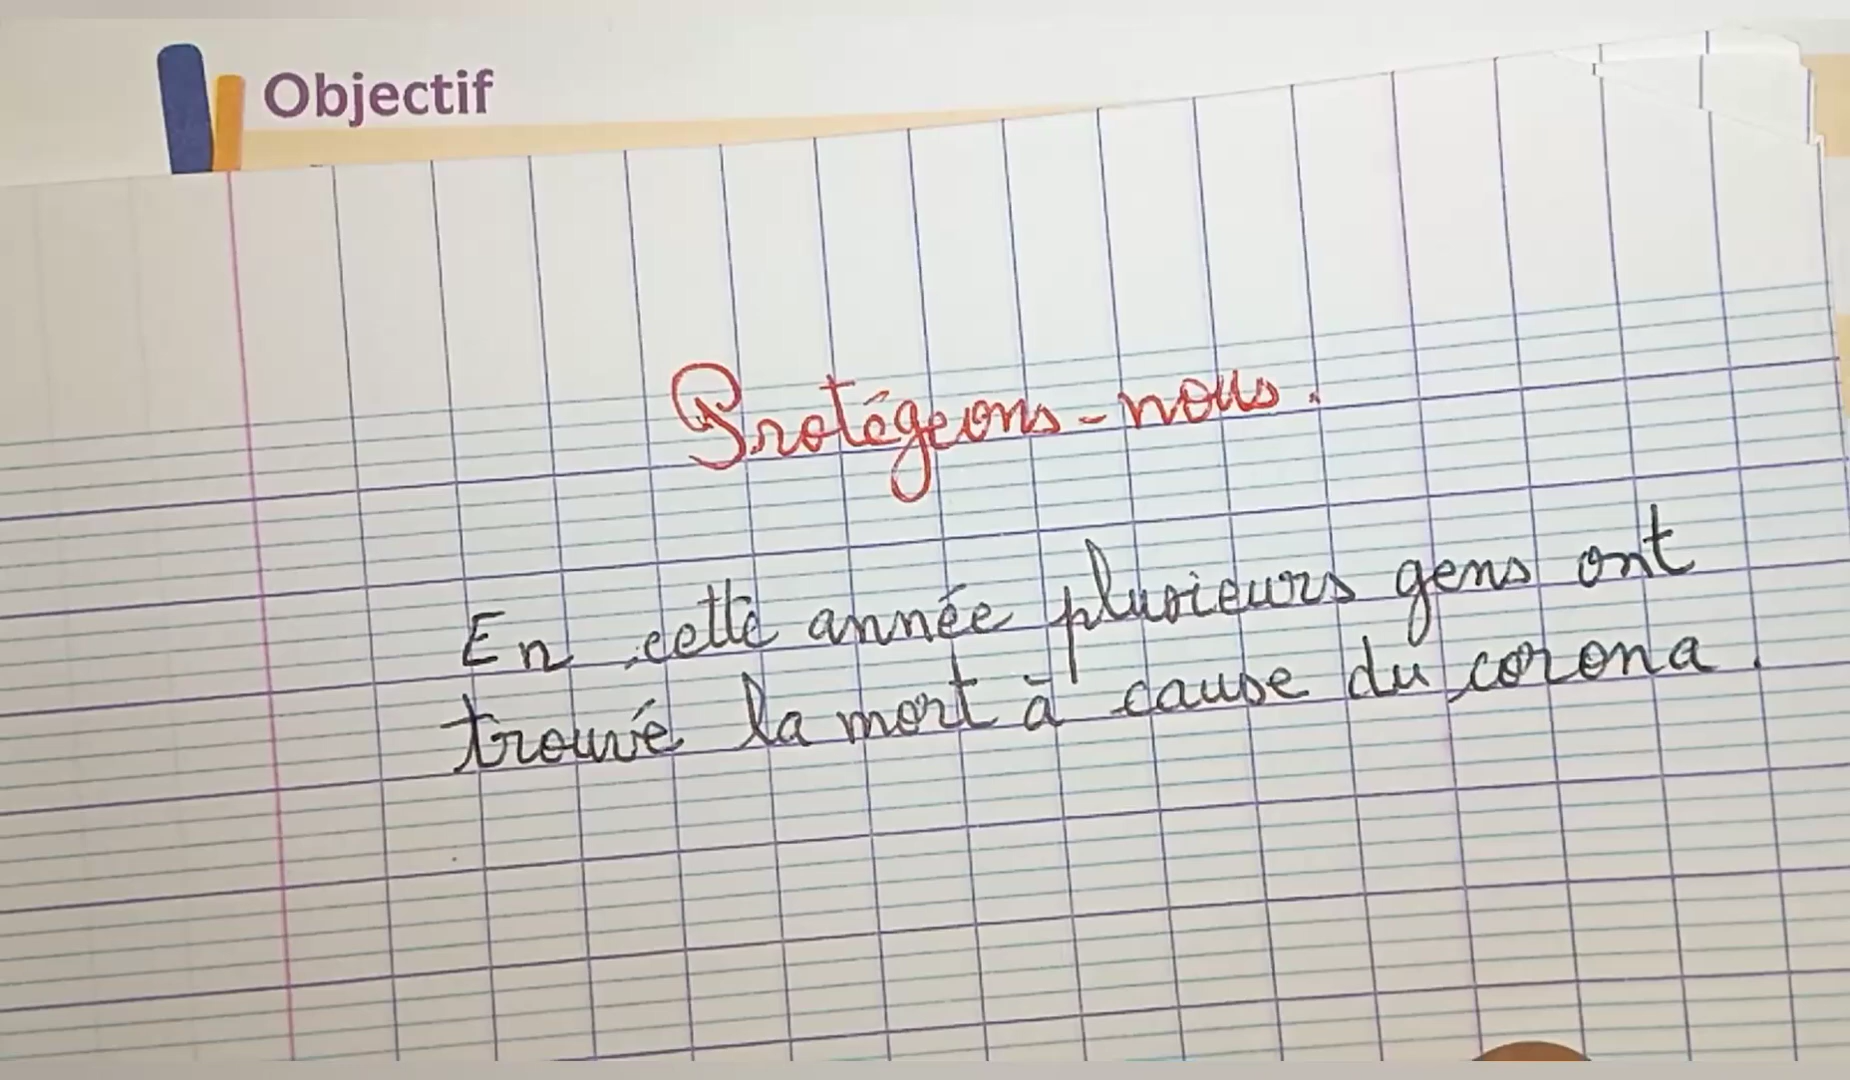 Objectif
Protégeons-nous.
En cette année plusieurs gens ont
trouvé la mort à cause du corona.